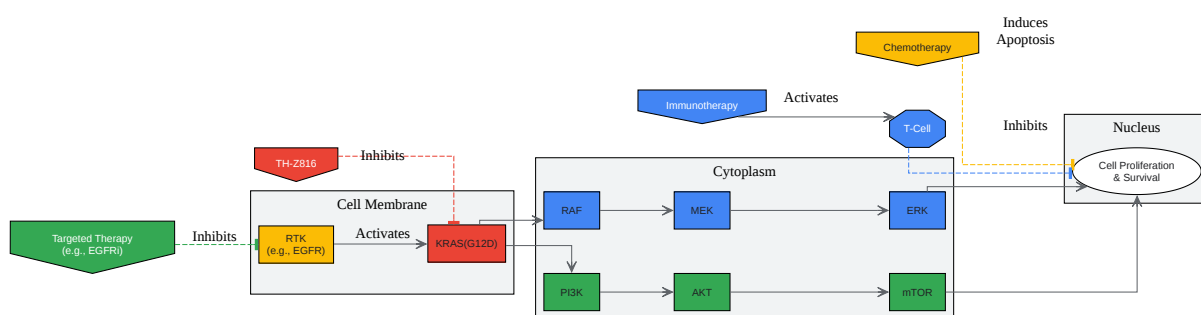 Induces
Apoptosis
Chemotherapy
Immunotherapy
Activates
T-Cell
Inhibits
Nucleus
Cell Proliferation
& Survival
TH-Z816
Inhibits
Cytoplasm
Cell Membrane
RAF
MEK
ERK
Targeted Therapy
(e.g., EGFRi)
Inhibits
RTK
(e.g., EGFR)
Activates
KRAS(G12D)
PI3K
AKT
mTOR